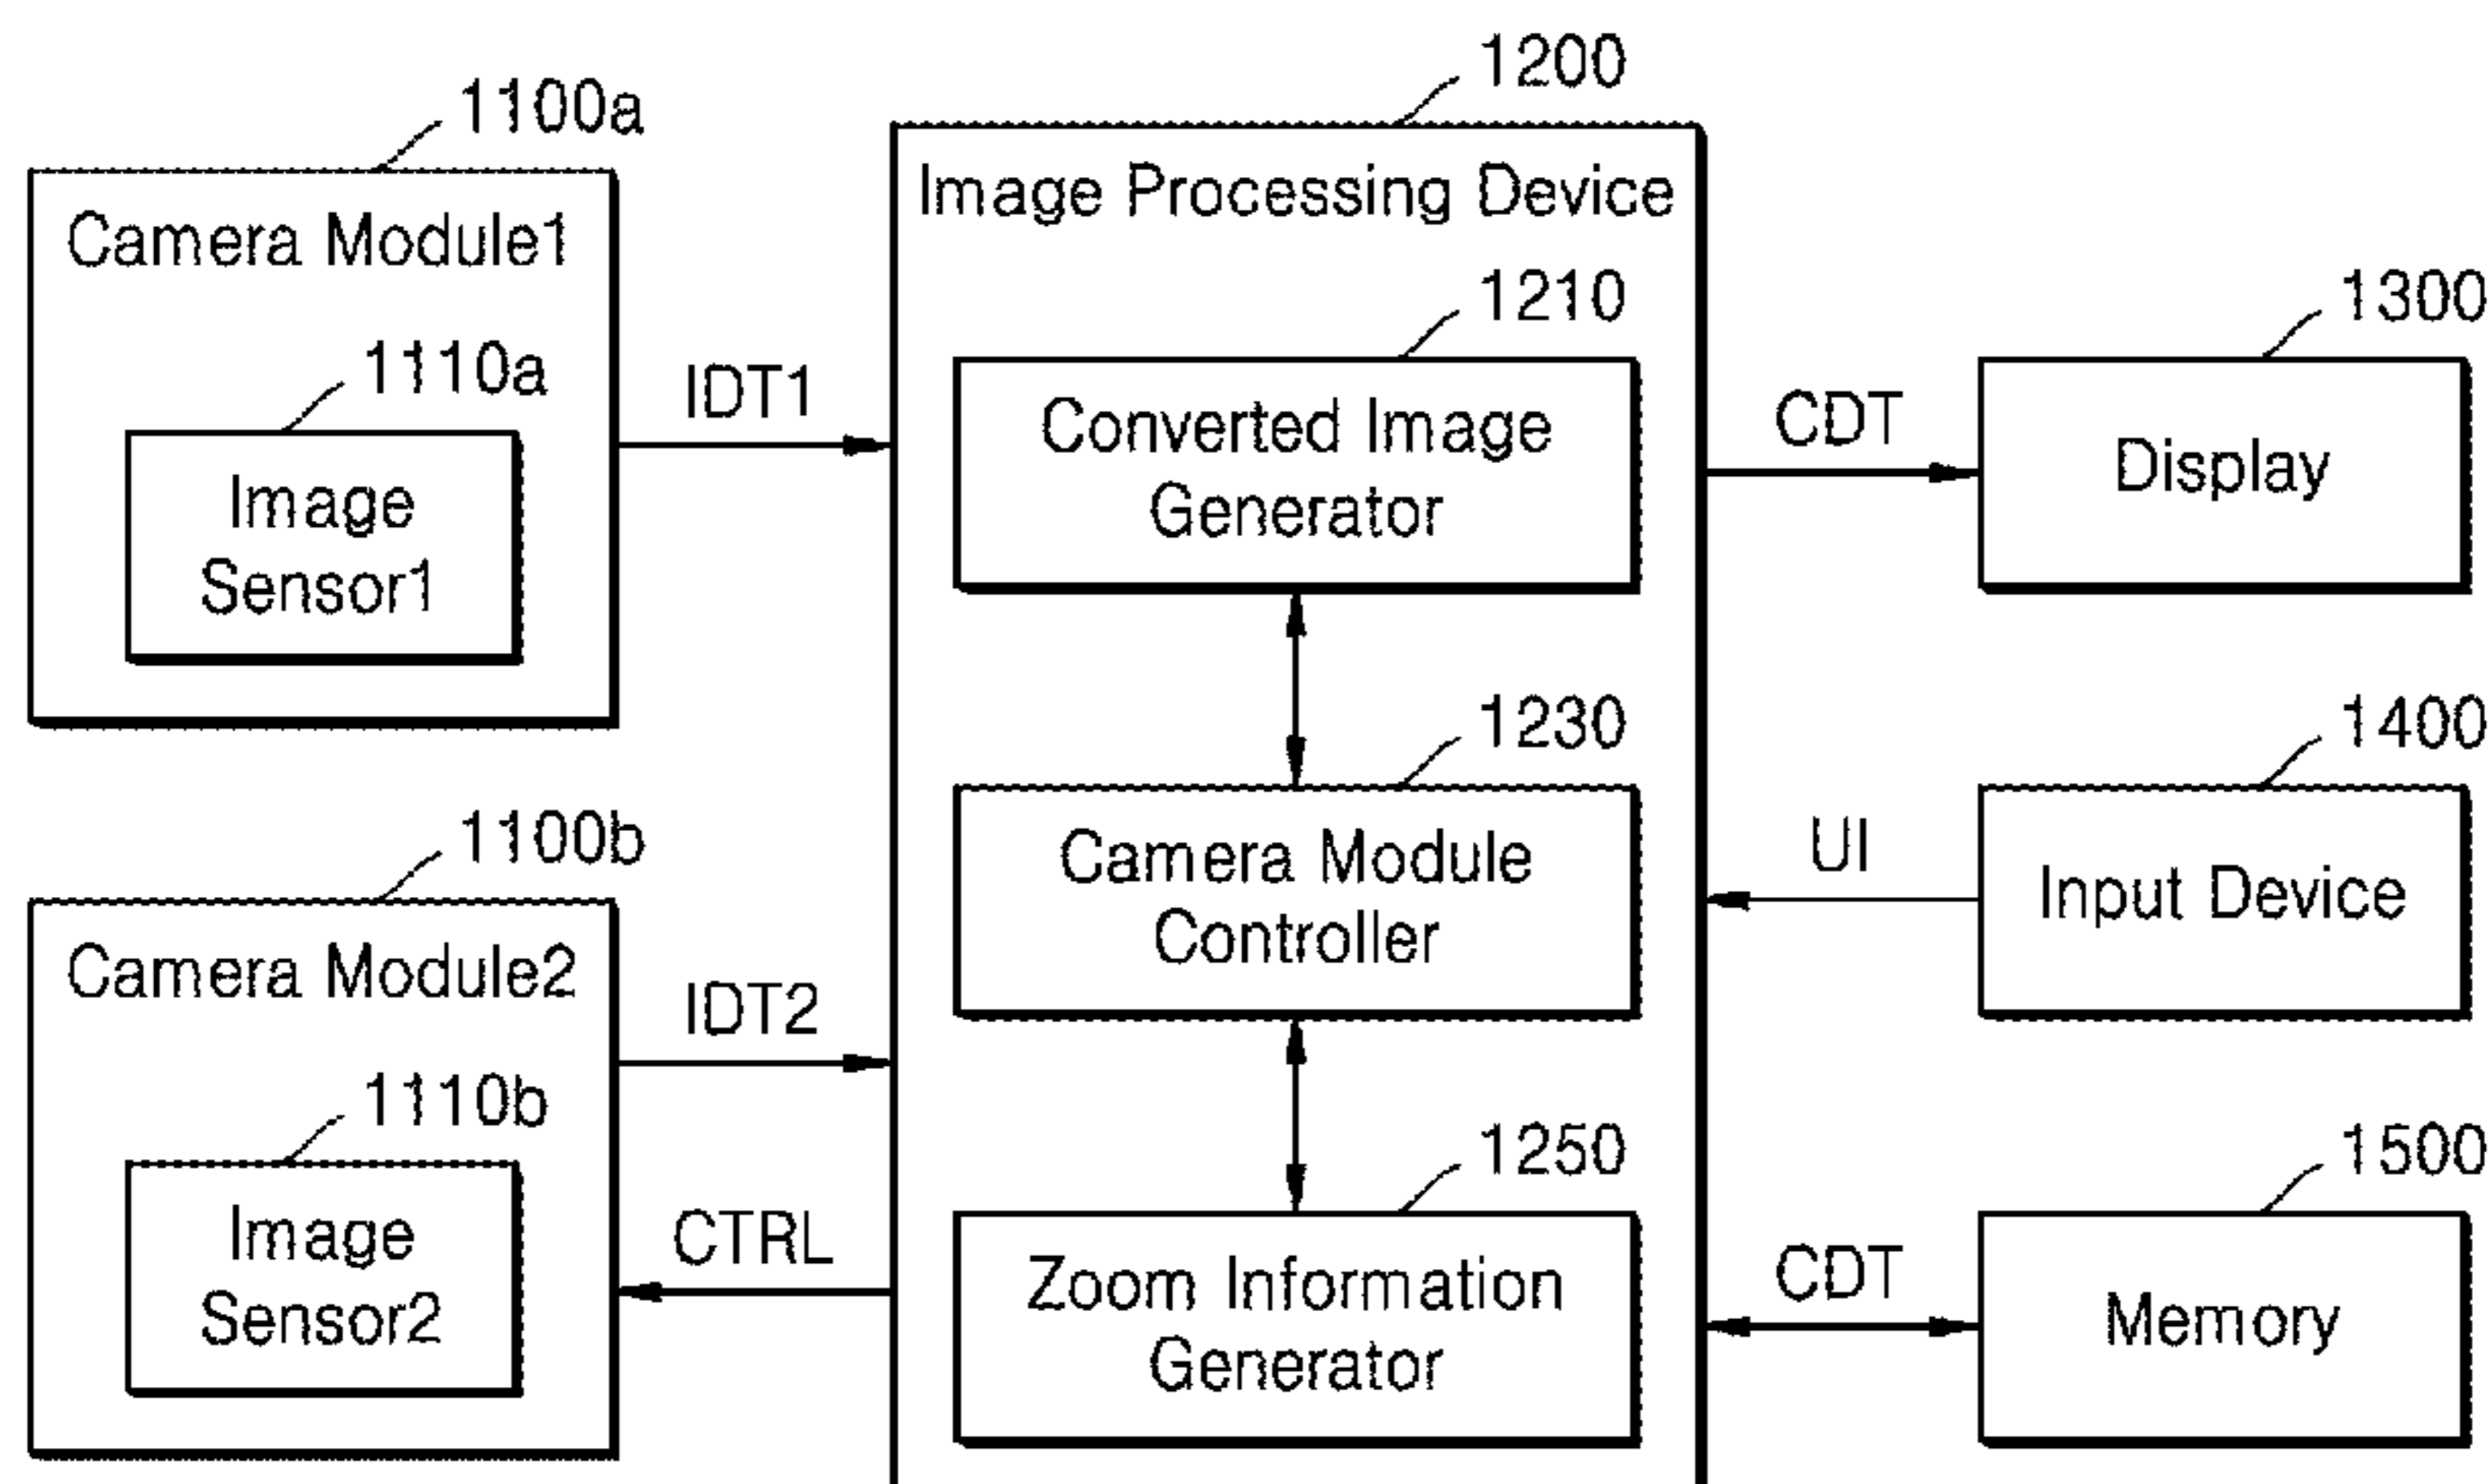 1100a
Camera Module1
1110a
Image
Sensor1
IDT1
1100b
Camera Module2
1110b
Image
Sensor2
IDT2
CTRL
1200
Image Processing Device
1210
Converted Image
Generator
1230
Camera Module
Controller
1250
Zoom Information
Generator
CDT
1300
Display
UI
1400
Input Device
CDT
1500
Memory